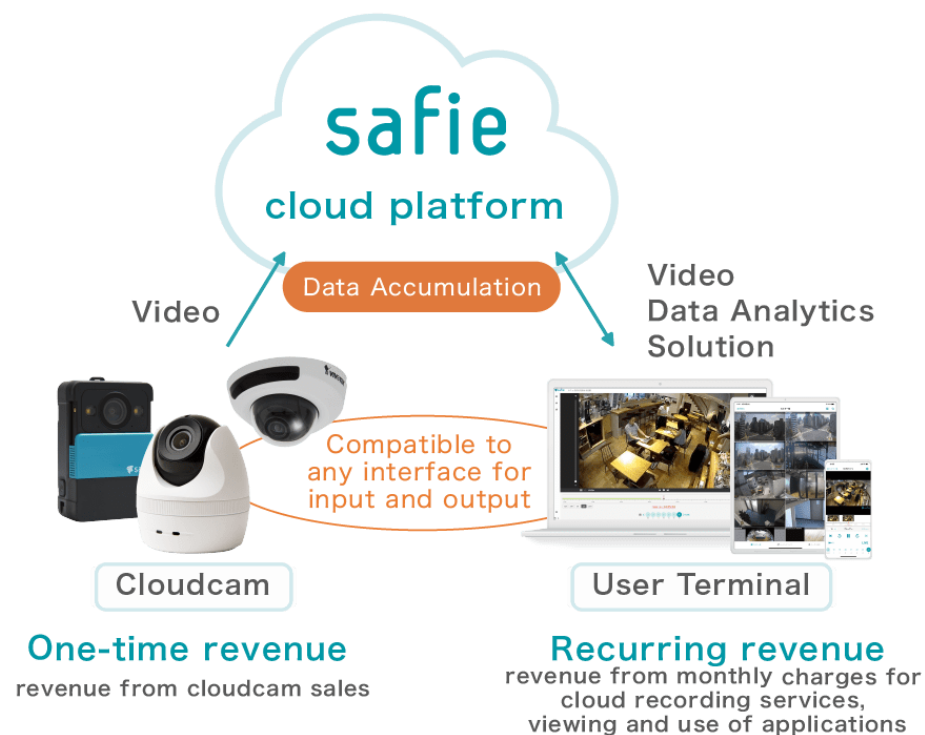 safie
cloud platform
Data Accumulation
Video
Video
Data Analytics
Solution
Compatible to
any interface for
input and output
Cloudcam
User Terminal
One-time revenue
revenue from cloudcam sales
Recurring revenue
revenue from monthly charges for
cloud recording services,
viewing and use of applications